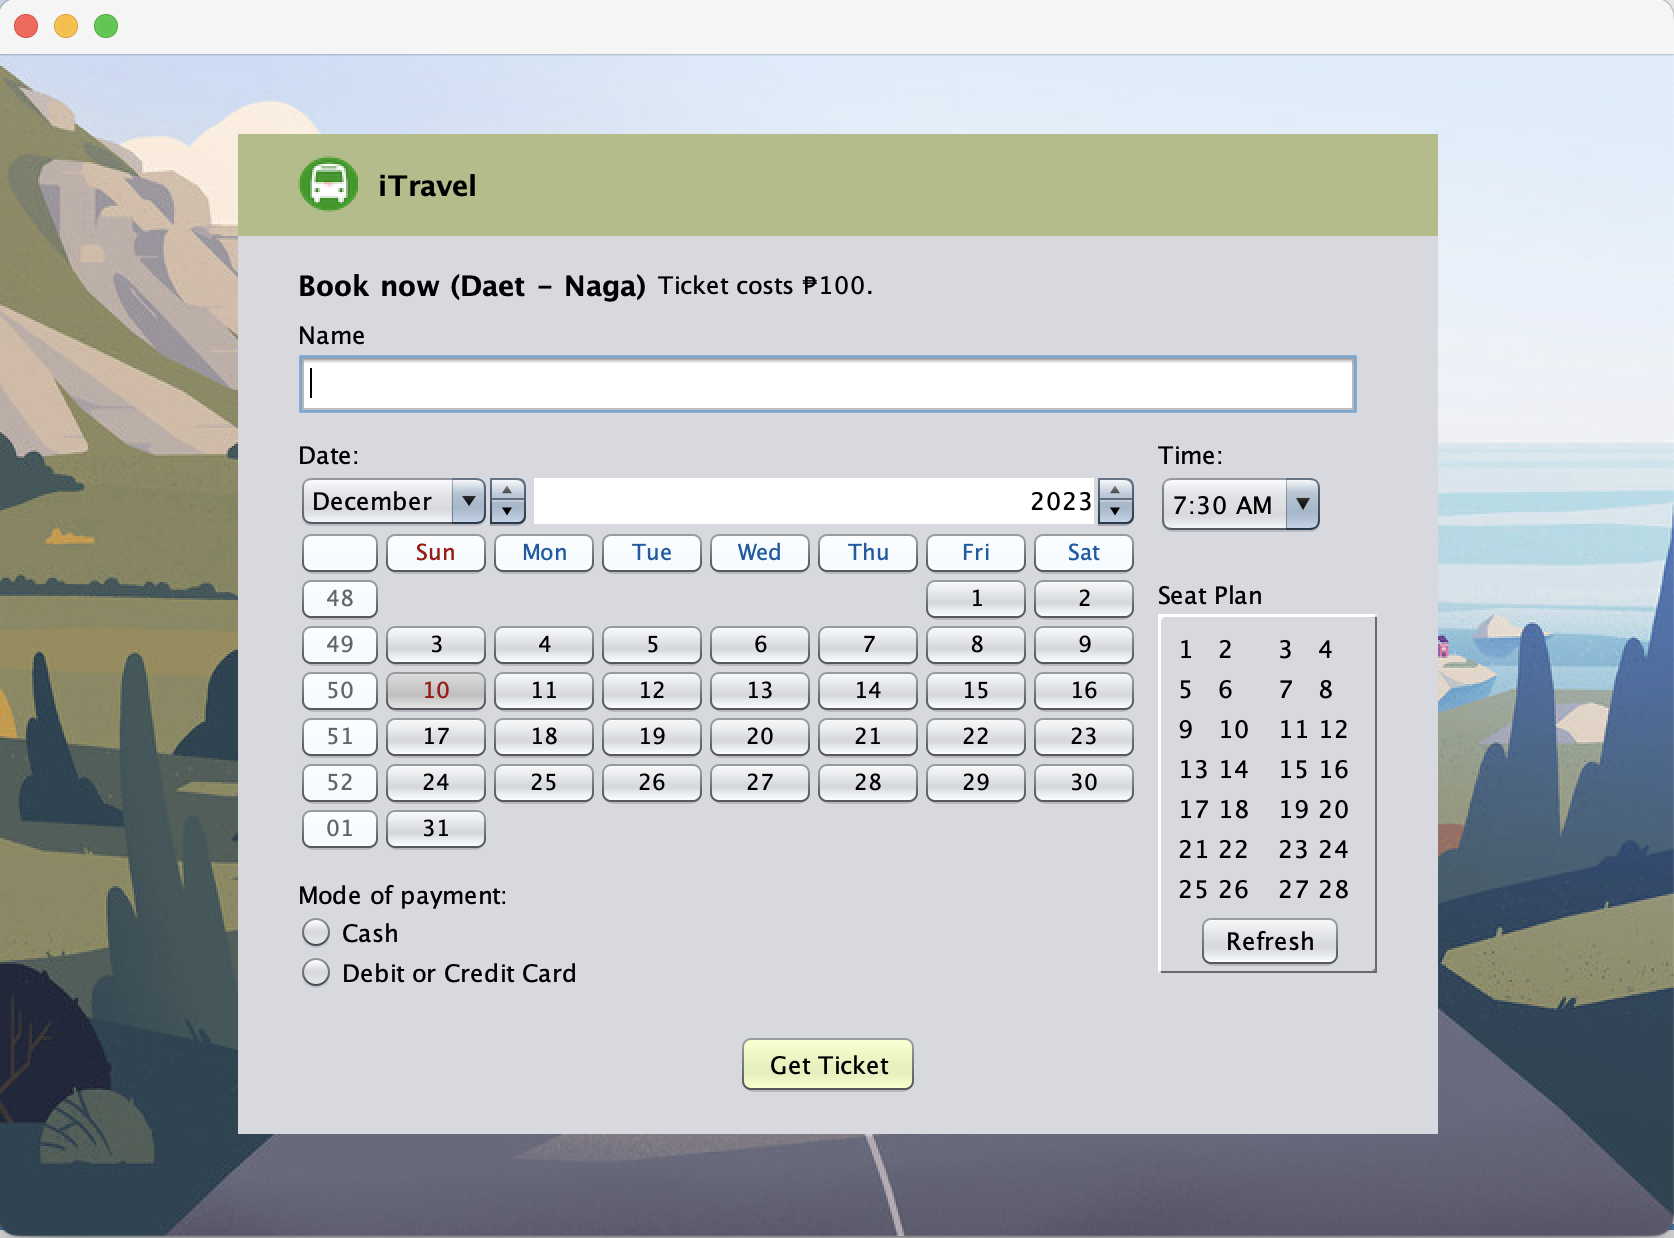 iTravel
Book now (Daet - Naga) Ticket costs ₱100.
Name
Date:
Time:
December 2023
7:30 AM
Sun Mon Tue Wed Thu Fri Sat
48 1 2
49 3 4 5 6 7 8 9
50 10 11 12 13 14 15 16
51 17 18 19 20 21 22 23
52 24 25 26 27 28 29 30
01 31
Seat Plan
1 2 3 4
5 6 7 8
9 10 11 12
13 14 15 16
17 18 19 20
21 22 23 24
25 26 27 28
Refresh
Mode of payment:
Cash
Debit or Credit Card
Get Ticket